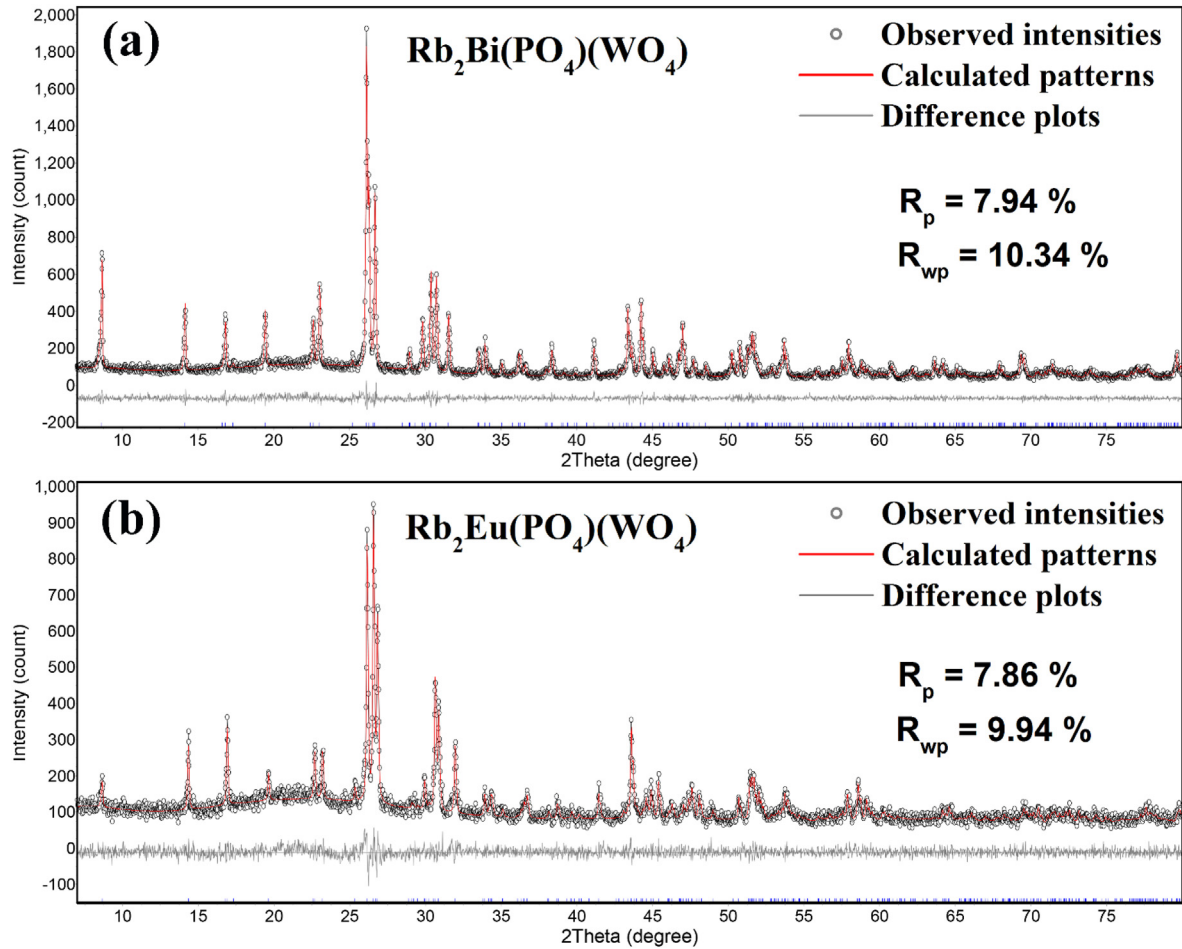 2,000
(a)
Rb₂Bi(PO₄)(WO₄)
Observed intensities
Calculated patterns
Difference plots
R_p = 7.94 %
R_wp = 10.34 %
1,800
1,600
1,400
1,200
1,000
800
600
400
200
0
-200
Intensity (count)
10 15 20 25 30 35 40 45 50 55 60 65 70 75
2Theta (degree)
1,000
(b)
Rb₂Eu(PO₄)(WO₄)
Observed intensities
Calculated patterns
Difference plots
R_p = 7.86 %
R_wp = 9.94 %
900
800
700
600
500
400
300
200
100
0
-100
Intensity (count)
10 15 20 25 30 35 40 45 50 55 60 65 70 75
2Theta (degree)